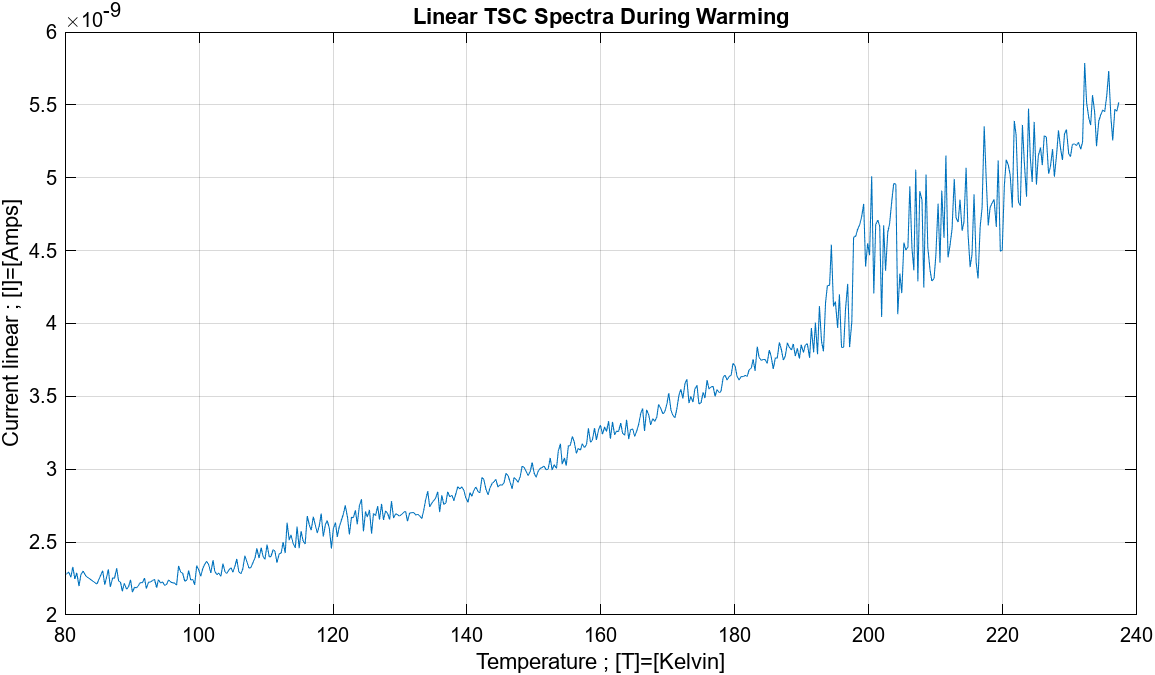 Linear TSC Spectra During Warming
×10-9
6
5.5
5
4.5
4
3.5
3
2.5
2
Current linear ; [I]=[Amps]
80 100 120 140 160 180 200 220 240
Temperature ; [T]=[Kelvin]